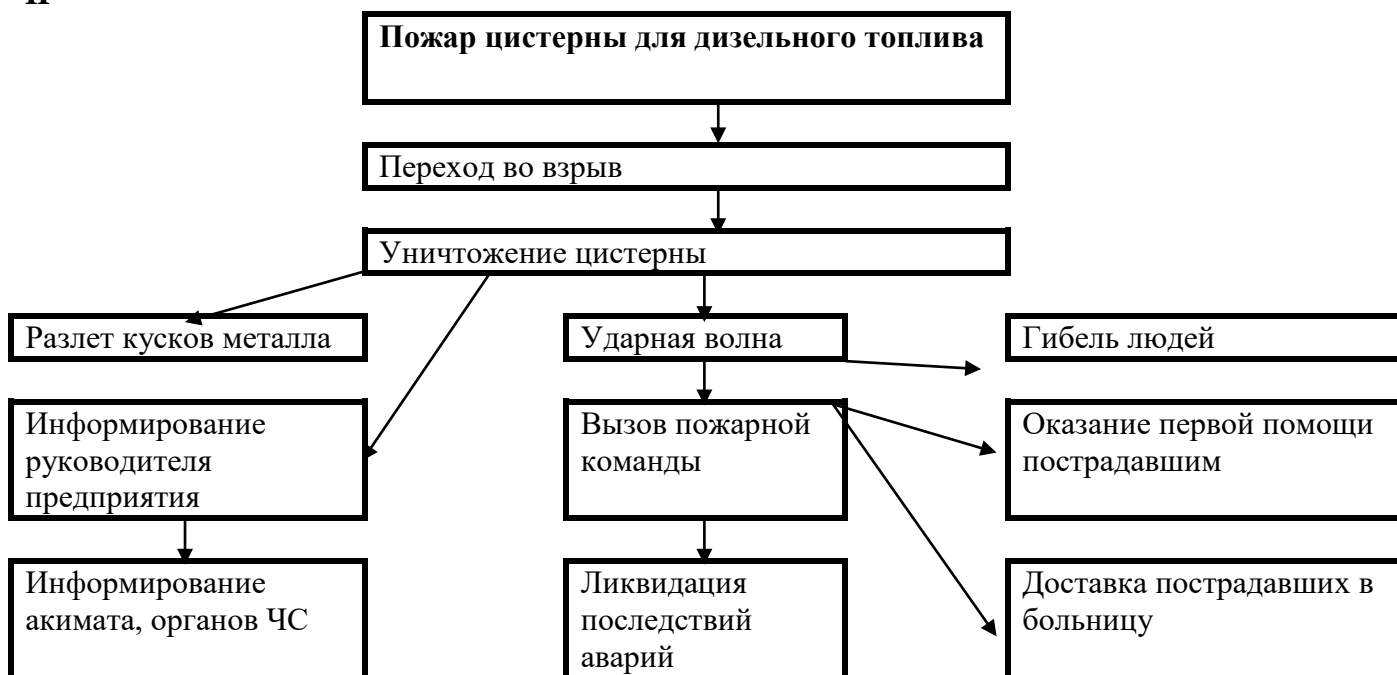 Пожар цистерны для дизельного топлива
Переход во взрыв
Уничтожение цистерны
Разлет кусков металла
Ударная волна
Гибель людей
Информирование
руководителя
предприятия
Вызов пожарной
команды
Оказание первой помощи
пострадавшим
Информирование
акимата, органов ЧС
Ликвидация
последствий
аварий
Доставка пострадавших в
больницу